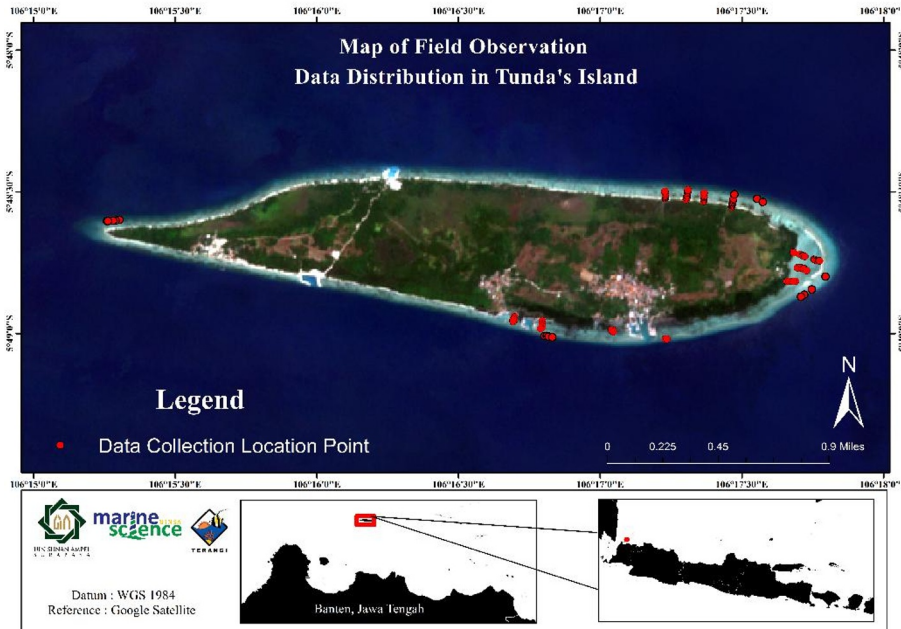 106°15'0"E 106°15'30"E 106°16'0"E 106°16'30"E 106°17'0"E 106°17'30"E 106°18'0"E
Map of Field Observation
Data Distribution in Tunda's Island
5°48'0"S
5°48'30"S
5°49'0"S
N
Legend
Data Collection Location Point
0 0.225 0.45 0.9 Miles
106°15'0"E 106°15'30"E 106°16'0"E 106°16'30"E 106°17'0"E 106°17'30"E 106°18'0"E
marine
science
UIN SUNAN AMPEL
SURABAYA
TERANGI
Datum : WGS 1984
Reference : Google Satellite
Banten, Jawa Tengah